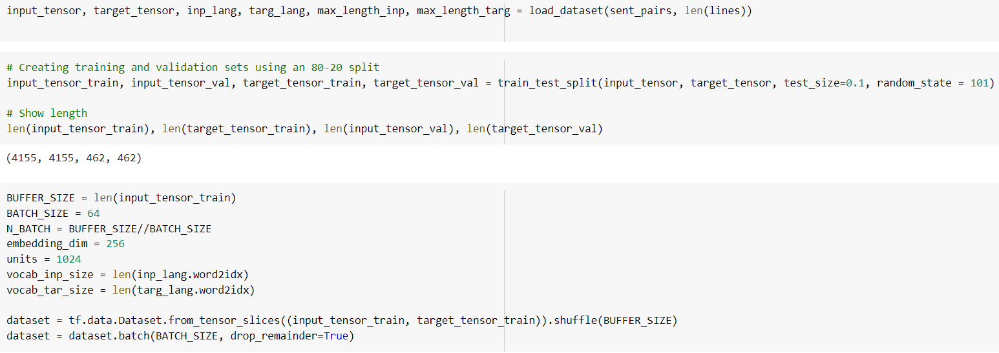 input_tensor, target_tensor, inp_lang, targ_lang, max_length_inp, max_length_targ = load_dataset(sent_pairs, len(lines))
# Creating training and validation sets using an 80-20 split
input_tensor_train, input_tensor_val, target_tensor_train, target_tensor_val = train_test_split(input_tensor, target_tensor, test_size=0.1, random_state = 101)
# Show length
len(input_tensor_train), len(target_tensor_train), len(input_tensor_val), len(target_tensor_val)
(4155, 4155, 462, 462)
BUFFER_SIZE = len(input_tensor_train)
BATCH_SIZE = 64
N_BATCH = BUFFER_SIZE//BATCH_SIZE
embedding_dim = 256
units = 1024
vocab_inp_size = len(inp_lang.word2idx)
vocab_tar_size = len(targ_lang.word2idx)
dataset = tf.data.Dataset.from_tensor_slices((input_tensor_train, target_tensor_train)).shuffle(BUFFER_SIZE)
dataset = dataset.batch(BATCH_SIZE, drop_remainder=True)